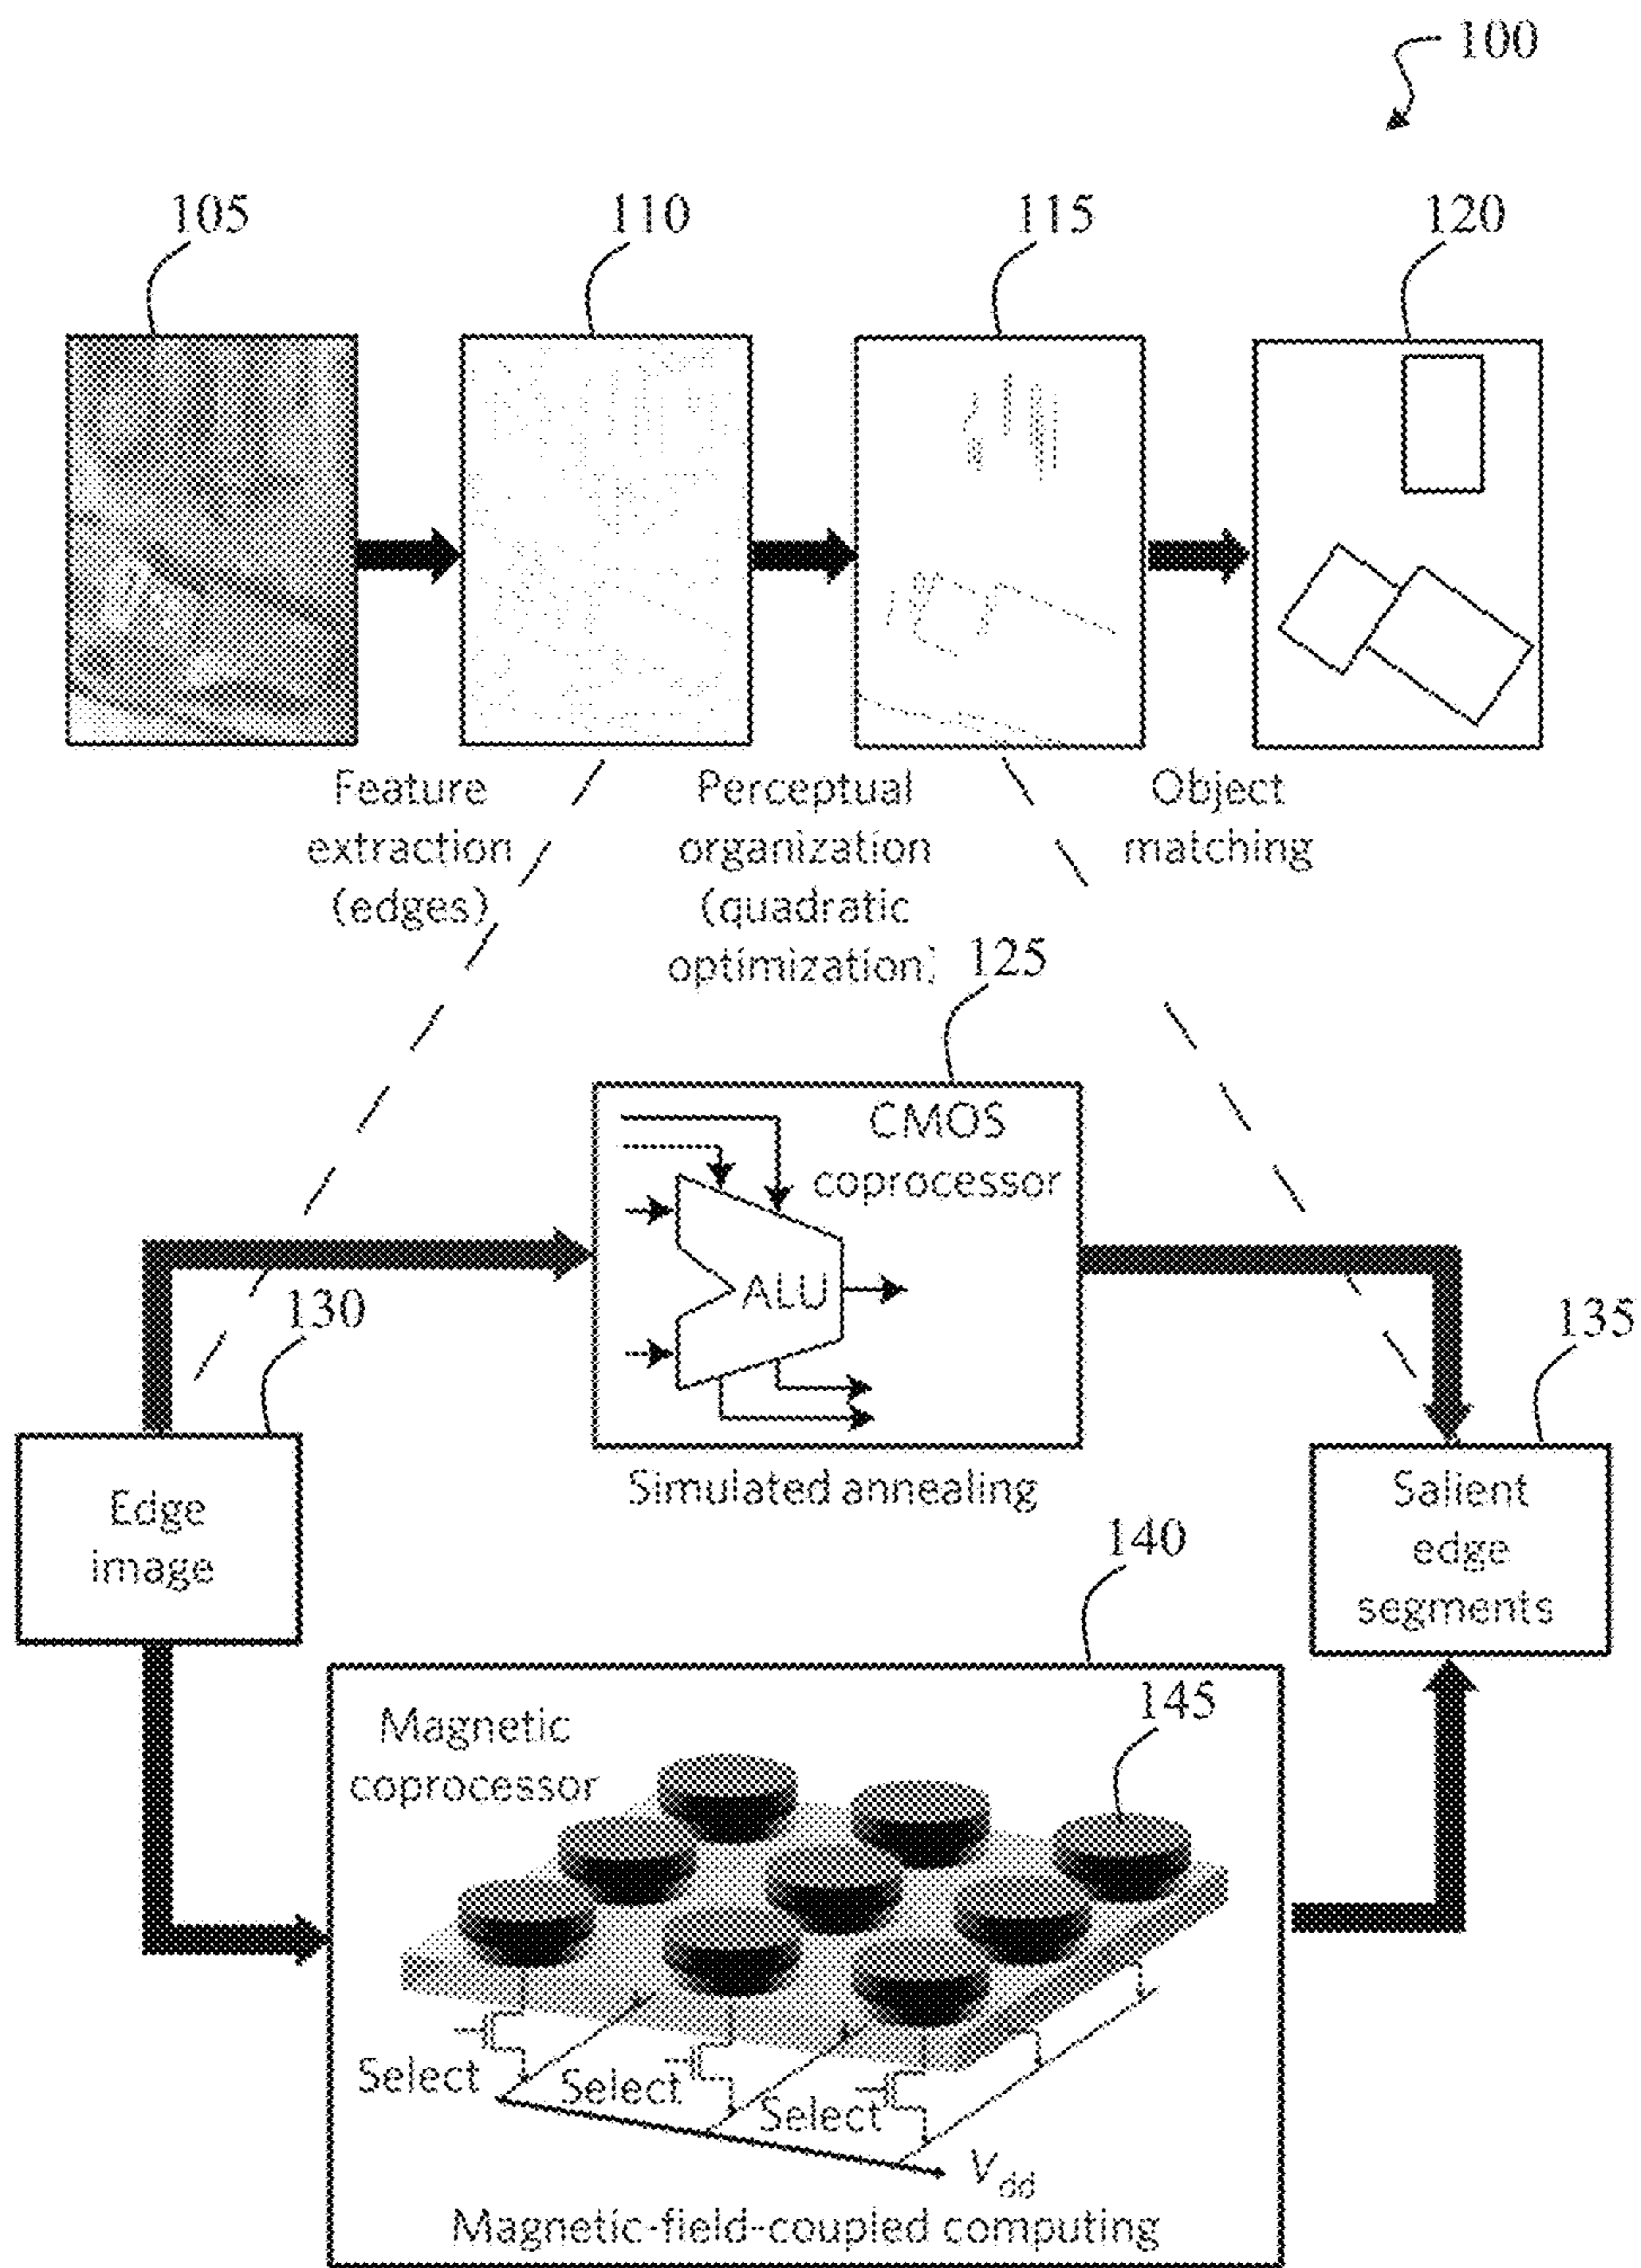 100
105
110
115
120
Feature
extraction
(edges)
Perceptual
organization
(quadratic
optimization)
Object
matching
125
CMOS
coprocessor
ALU
Simulated annealing
130
Edge
image
135
Salient
edge
segments
140
Magnetic
coprocessor
145
Select
Select
Select
Vdd
Magnetic-field-coupled computing